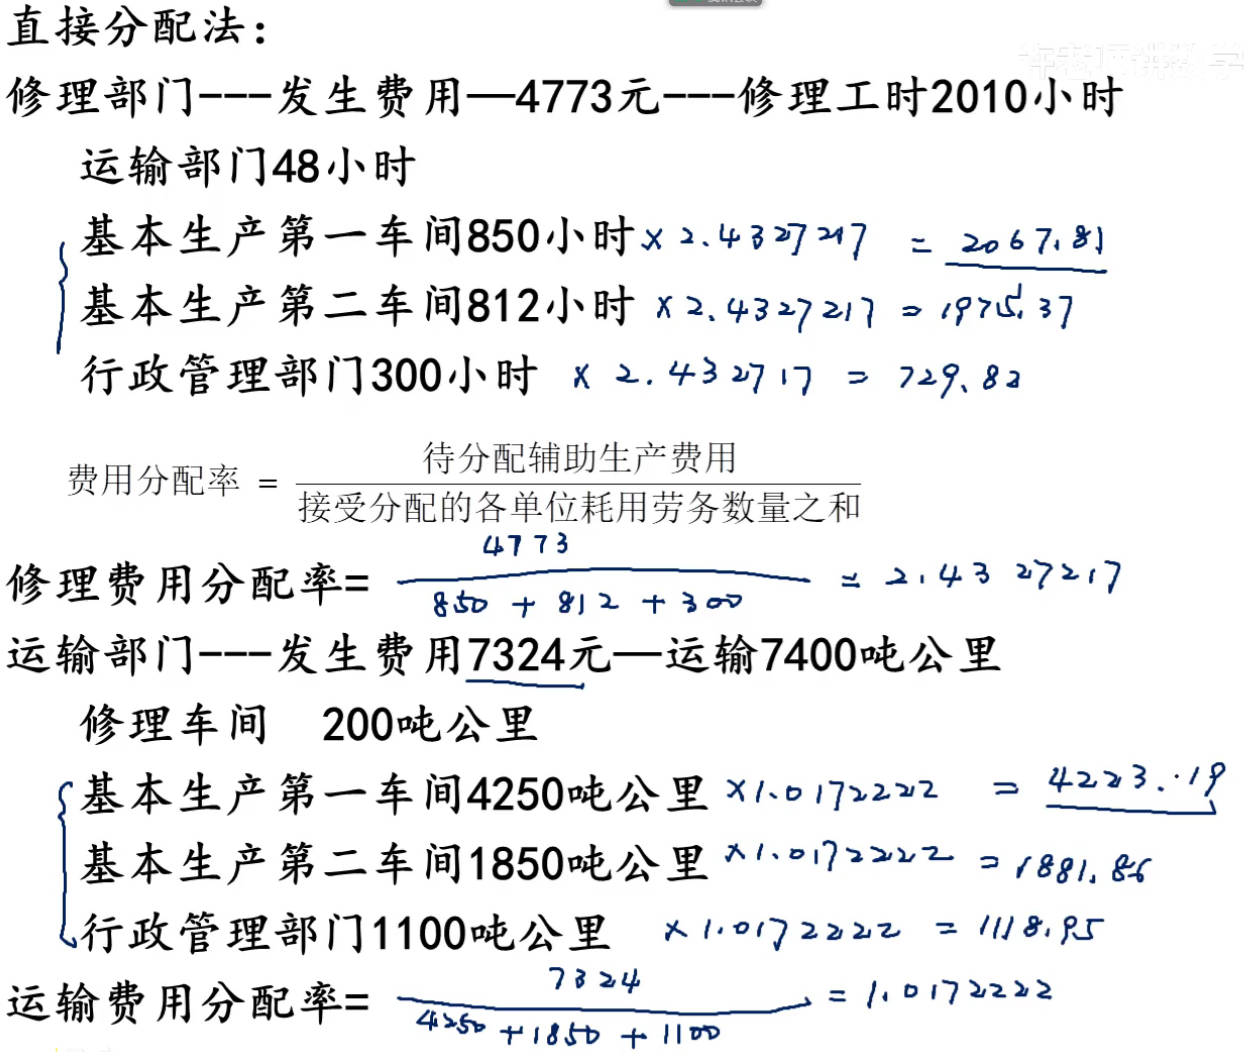 直接分配法：
修理部门---发生费用—4773元---修理工时2010小时
运输部门48小时
基本生产第一车间850小时 × 2.4327217 = 2067.81
基本生产第二车间812小时 × 2.4327217 = 1975.37
行政管理部门300小时 × 2.432717 = 729.82
费用分配率 = 待分配辅助生产费用
接受分配的各单位耗用劳务数量之和
4773
修理费用分配率= = 2.4327217
850 + 812 + 300
运输部门---发生费用7324元—运输7400吨公里
修理车间 200吨公里
基本生产第一车间4250吨公里 ×1.0172222 = 4223.19
基本生产第二车间1850吨公里 ×1.0172222 = 1881.86
行政管理部门1100吨公里 ×1.0172222 = 1118.95
7324
运输费用分配率= = 1.0172222
4250 + 1850 + 1100